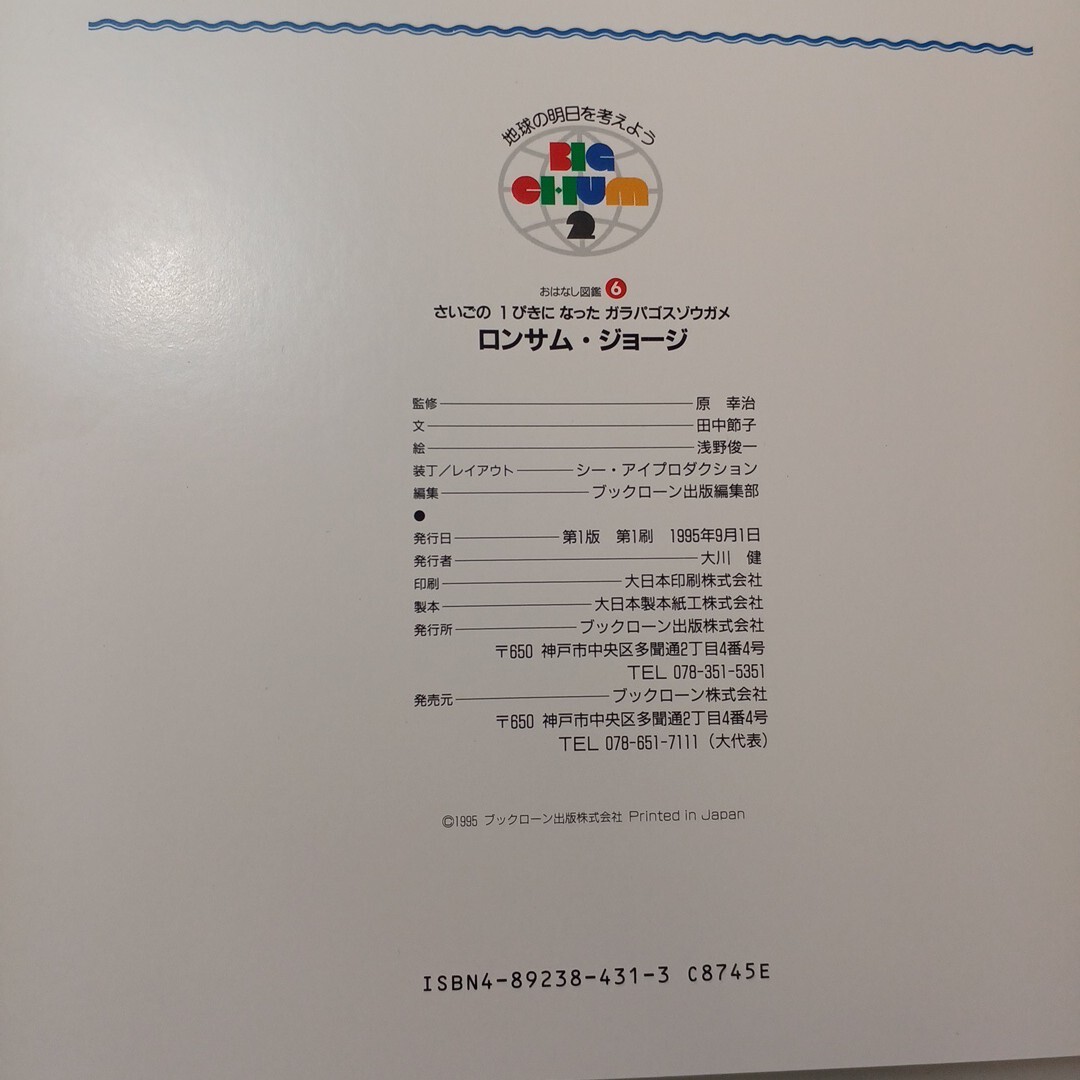 地球の明日を考えよう
BIG
CHUM
2
おはなし図鑑 6
さいごの 1ぴきに なった ガラパゴスゾウガメ
ロンサム・ジョージ
監修 原 幸治
文 田中節子
絵 浅野俊一
装丁／レイアウト シー・アイプロダクション
編集 ブックローン出版編集部
●
発行日 第1版 第1刷 1995年9月1日
発行者 大川 健
印刷 大日本印刷株式会社
製本 大日本製本紙工株式会社
発行所 ブックローン出版株式会社
〒650 神戸市中央区多聞通2丁目4番4号
TEL 078-351-5351
発売元 ブックローン株式会社
〒650 神戸市中央区多聞通2丁目4番4号
TEL 078-651-7111（大代表）
©1995 ブックローン出版株式会社 Printed in Japan
ISBN4-89238-431-3 C8745E